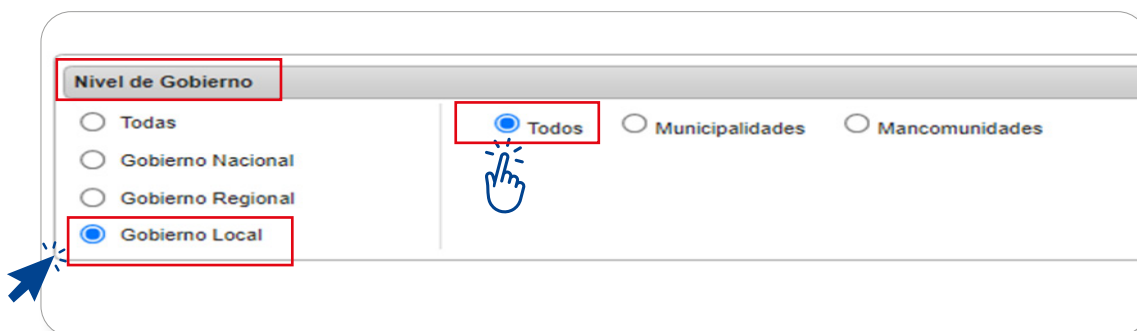 Nivel de Gobierno
Todas
Todos Municipalidades Mancomunidades
Gobierno Nacional
Gobierno Regional
Gobierno Local